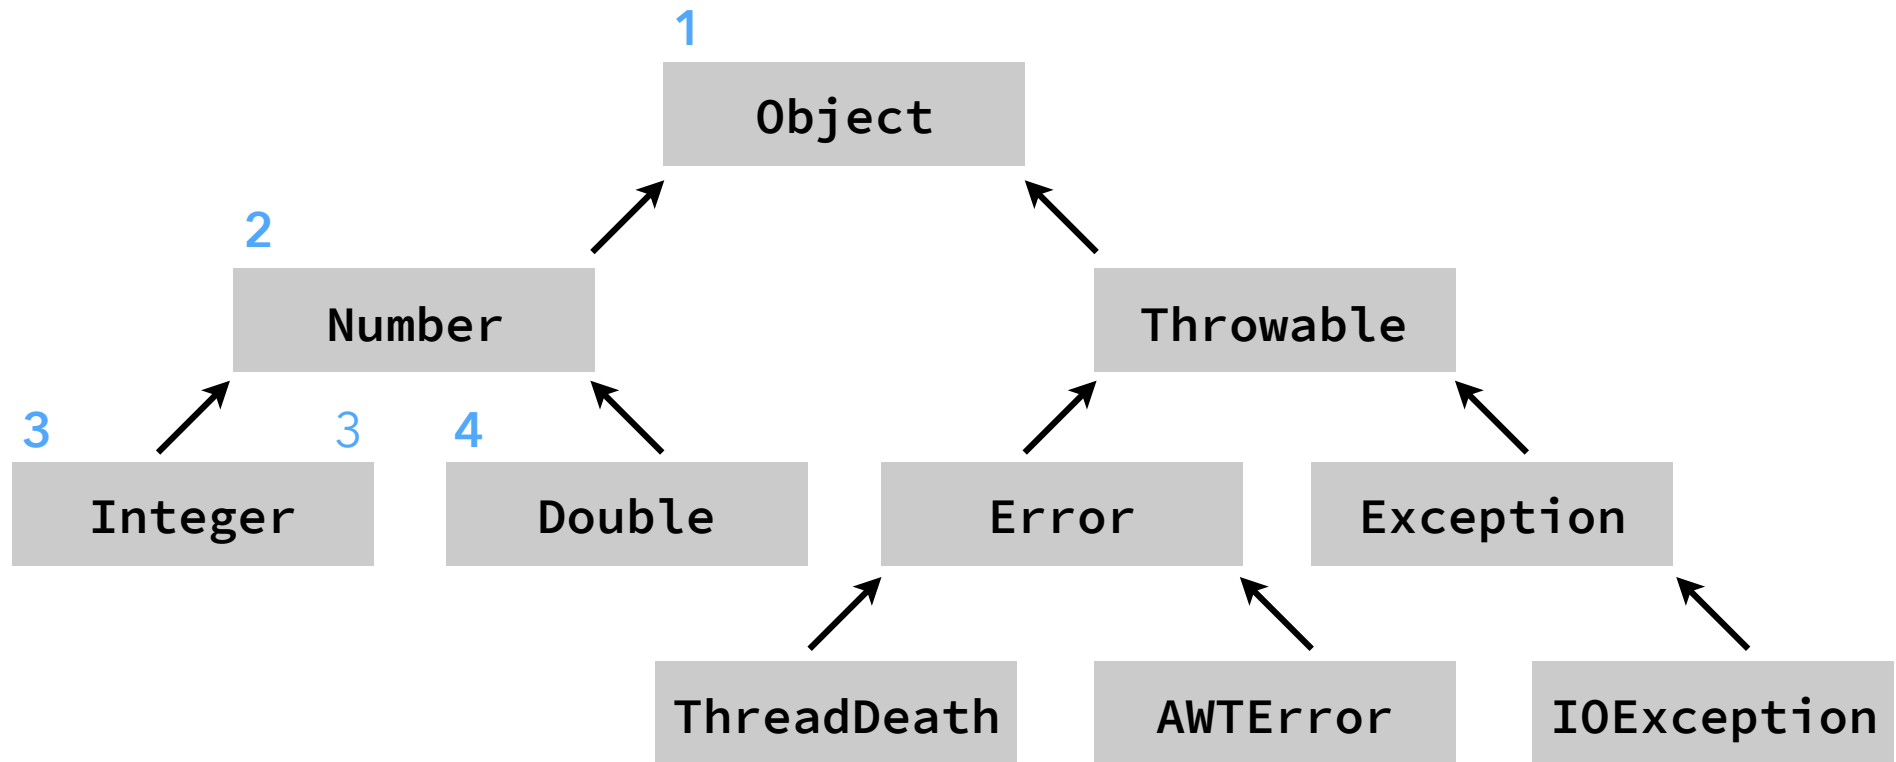 1
Object
2
Number
Throwable
3 3 4
Integer
Double
Error
Exception
ThreadDeath
AWTError
IOException